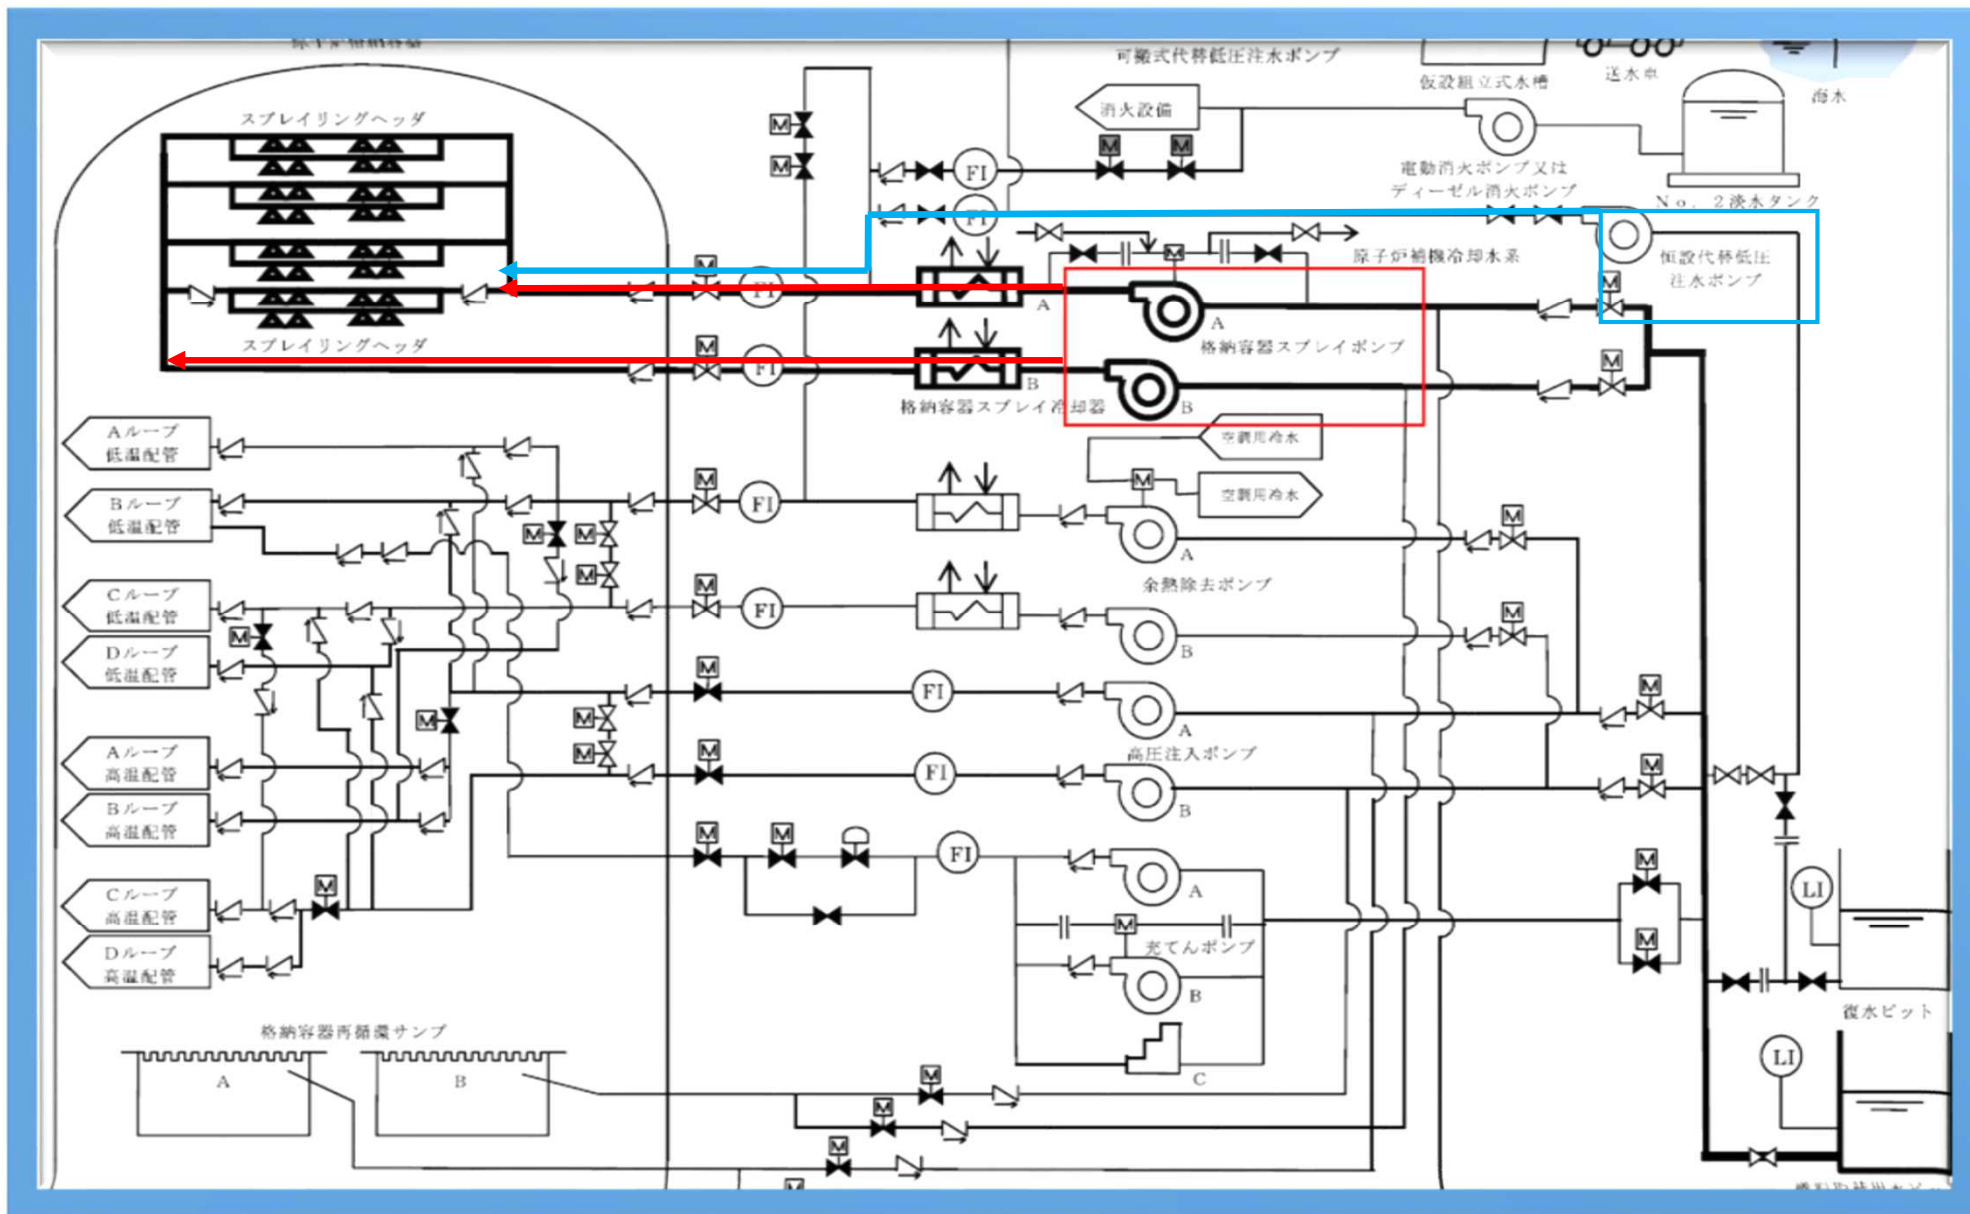 可搬式代替低圧注水ポンプ
仮設組立式水槽
送水車
海水
スプレイリングヘッダ
消火設備
M
M
M
M
FI
電動消火ポンプ又は
ディーゼル消火ポンプ
No. 2淡水タンク
FI
M
原子炉補機冷却水系
恒設代替低圧
注水ポンプ
M
M
FI
A
A
格納容器スプレイポンプ
スプレイリングヘッダ
M
FI
B
B
M
格納容器スプレイ冷却器
Aループ
低温配管
空調用冷水
M
空調用冷水
Bループ
低温配管
M
FI
M
M
M
A
M
余熱除去ポンプ
Cループ
低温配管
M
M
FI
B
M
Dループ
低温配管
M
FI
A
M
M
M
高圧注入ポンプ
Aループ
高温配管
M
M
FI
B
M
Bループ
高温配管
M
M
FI
A
M
LI
Cループ
高温配管
M
M
充てんポンプ
B
M
Dループ
高温配管
復水ピット
格納容器再循環サンプ
A
B
C
LI
M
M
M
M